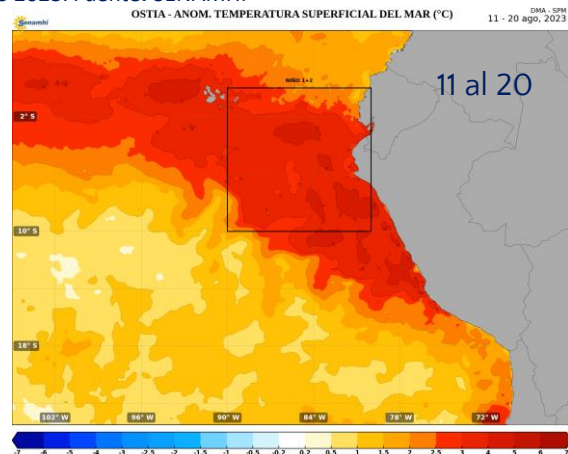 Senamhi
OSTIA - ANOM. TEMPERATURA SUPERFICIAL DEL MAR (°C)
DMA - SPM
11 - 20 ago, 2023
11 al 20
NIÑO 1+2
2° S
10° S
18° S
102° W 96° W 90° W 84° W 78° W 72° W
-7 -6 -5 -4 -3 -2.5 -2 -1.5 -1 -0.5 -0.2 0.2 0.5 1 1.5 2 2.5 3 4 5 6 7